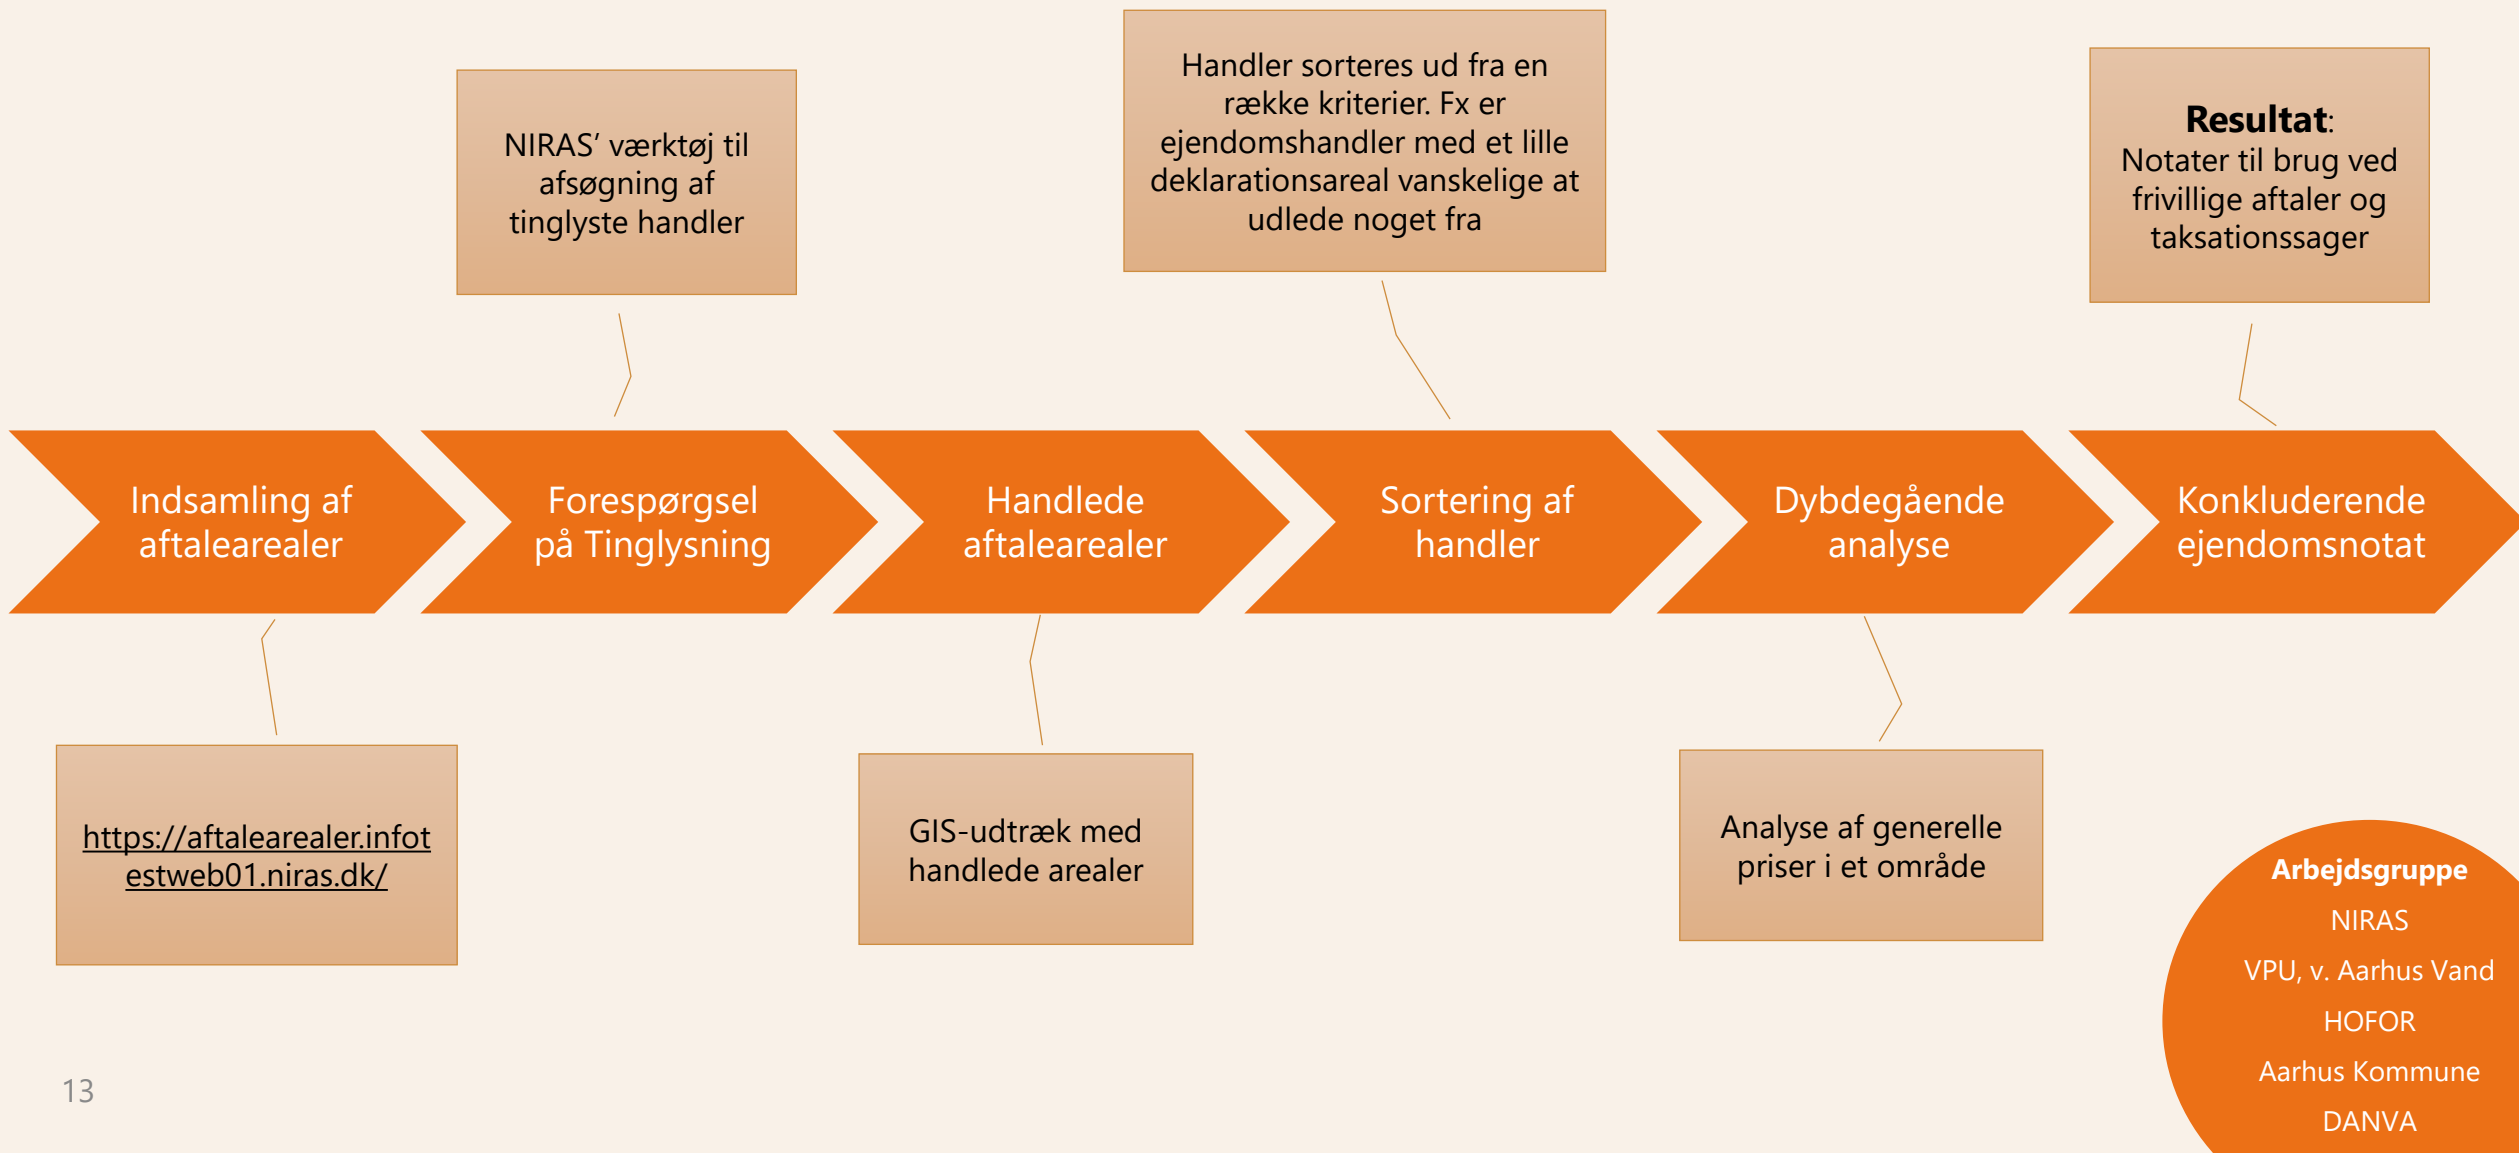 NIRAS’ værktøj til
afsøgning af
tinglyste handler
Handler sorteres ud fra en
række kriterier. Fx er
ejendomshandler med et lille
deklarationsareal vanskelige at
udlede noget fra
Resultat:
Notater til brug ved
frivillige aftaler og
taksationssager
Indsamling af
aftalearealer
Forespørgsel
på Tinglysning
Handlede
aftalearealer
Sortering af
handler
Dybdegående
analyse
Konkluderende
ejendomsnotat
https://aftalearealer.infot
estweb01.niras.dk/
GIS-udtræk med
handlede arealer
Analyse af generelle
priser i et område
Arbejdsgruppe
NIRAS
VPU, v. Aarhus Vand
HOFOR
Aarhus Kommune
DANVA
13